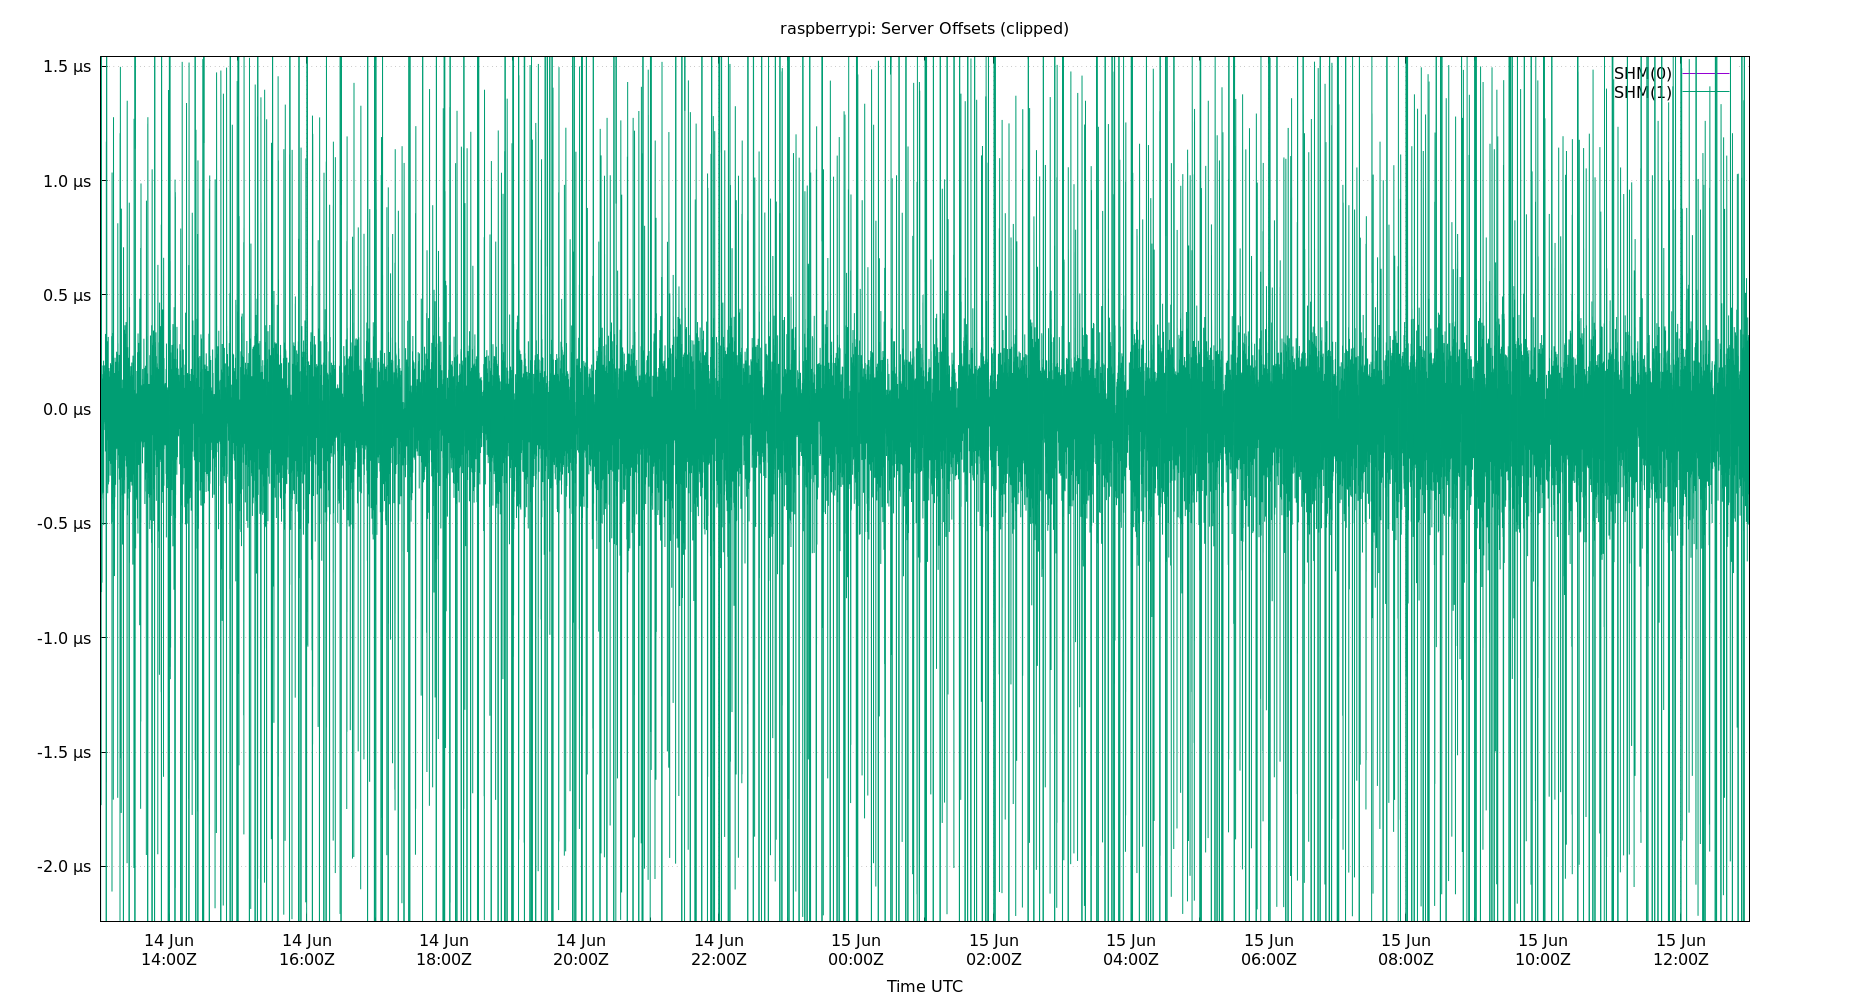 raspberrypi: Server Offsets (clipped)
1.5 µs
1.0 µs
0.5 µs
0.0 µs
-0.5 µs
-1.0 µs
-1.5 µs
-2.0 µs
SHM(0)
SHM(1)
14 Jun 14 Jun 14 Jun 14 Jun 14 Jun 15 Jun 15 Jun 15 Jun 15 Jun 15 Jun 15 Jun 15 Jun
14:00Z 16:00Z 18:00Z 20:00Z 22:00Z 00:00Z 02:00Z 04:00Z 06:00Z 08:00Z 10:00Z 12:00Z
Time UTC